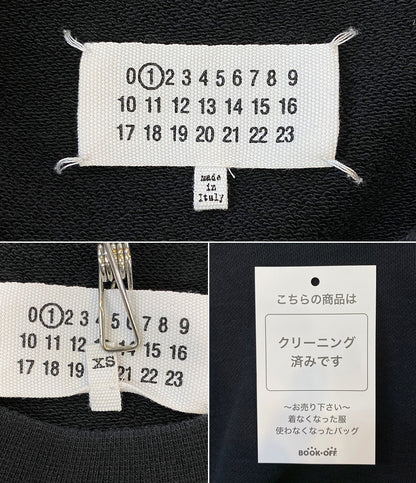 0 1 2 3 4 5 6 7 8 9
10 11 12 13 14 15 16
17 18 19 20 21 22 23
made
in
Italy
0 1 2 3 4 5 6 7 8 9
10 11 12 13 15 16
17 18 19 21 22 23
XS
こちらの商品は
クリーニング
済みです
～お売り下さい～
着なくなった服
使わなくなったバッグ
BOOK・OFF